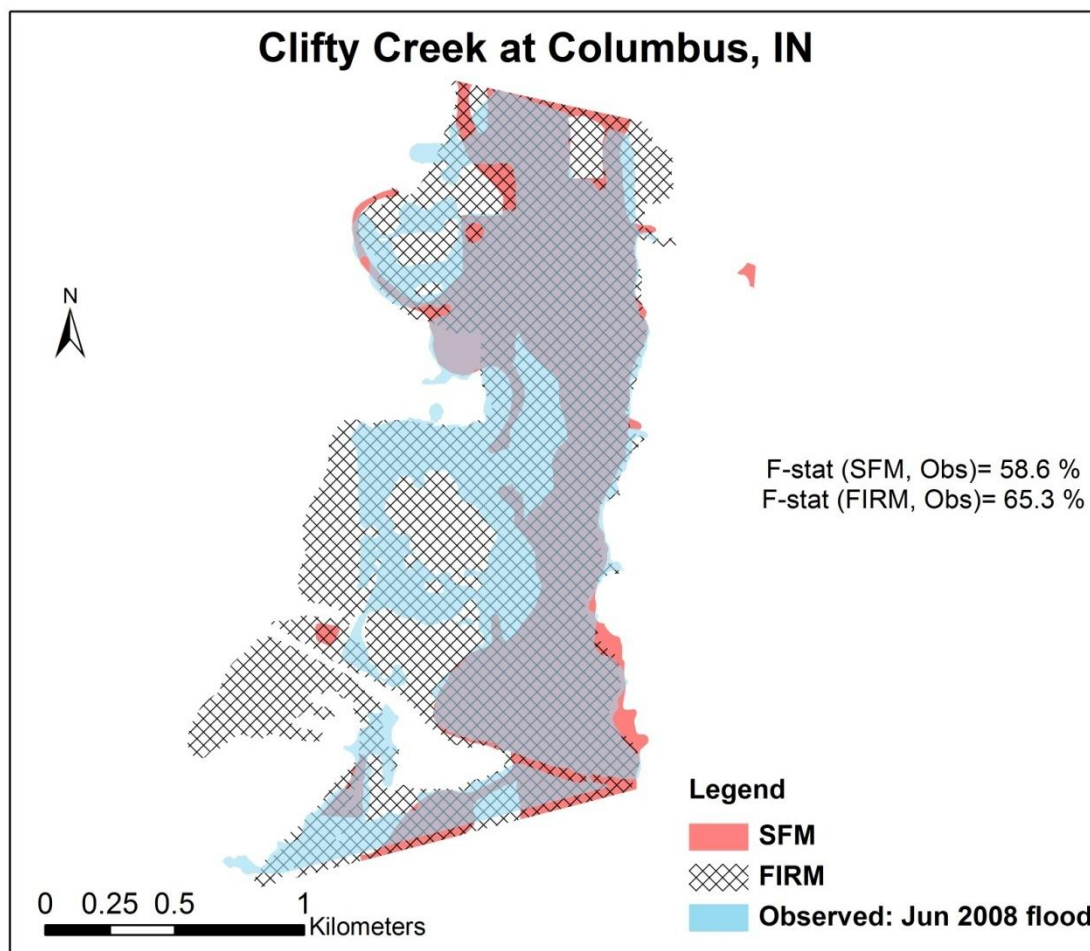 Clifty Creek at Columbus, IN
N
F-stat (SFM, Obs)= 58.6 %
F-stat (FIRM, Obs)= 65.3 %
Legend
SFM
FIRM
Observed: Jun 2008 flood
0 0.25 0.5 1
Kilometers